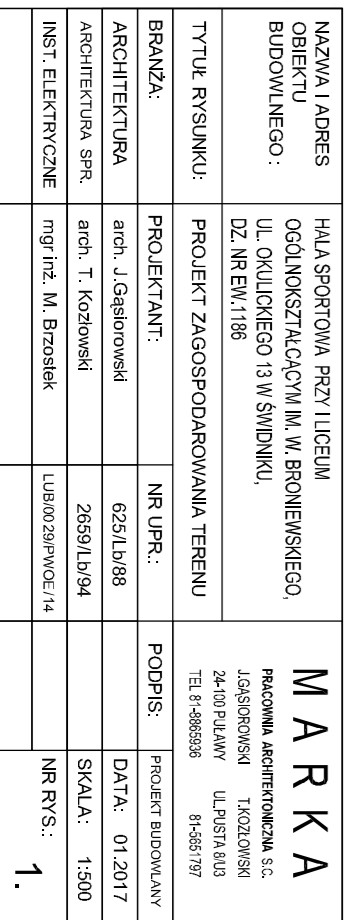 NAZWA I ADRES
OBIEKTU
BUDOWLNEGO :
HALA SPORTOWA PRZY I LICEUM
OGÓLNOKSZTAŁCĄCYM IM. W. BRONIEWSKIEGO,
UL. OKULICKIEGO 13 W ŚWIDNIKU,
DZ. NR EW.1186
M A R K A
PRACOWNIA ARCHITEKTONICZNA S.C.
J.GĄSIOROWSKI T.KOZŁOWSKI
24-100 PUŁAWY UL.PUSTA 8/U3
TEL 81-8865936 81-5651797
TYTUŁ RYSUNKU: PROJEKT ZAGOSPODAROWANIA TERENU
BRANŻA: PROJEKTANT: NR UPR.: PODPIS: PROJEKT BUDOWLANY
ARCHITEKTURA arch. J.Gąsiorowski 625/Lb/88 DATA: 01.2017
ARCHITEKTURA SPR. arch. T. Kozłowski 2659/Lb/94 SKALA: 1:500
INST. ELEKTRYCZNE mgr inż. M. Brzostek LUB/0029/PWOE/14 NR RYS.:
1.